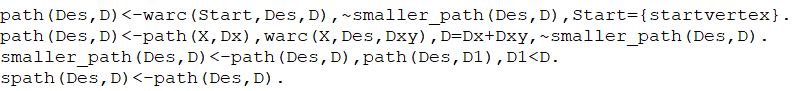 path(Des,D)<-warc(Start,Des,D),~smaller_path(Des,D),Start={startvertex}.
path(Des,D)<-path(X,Dx),warc(X,Des,Dxy),D=Dx+Dxy,~smaller_path(Des,D).
smaller_path(Des,D)<-path(Des,D),path(Des,D1),D1<D.
spath(Des,D)<-path(Des,D).